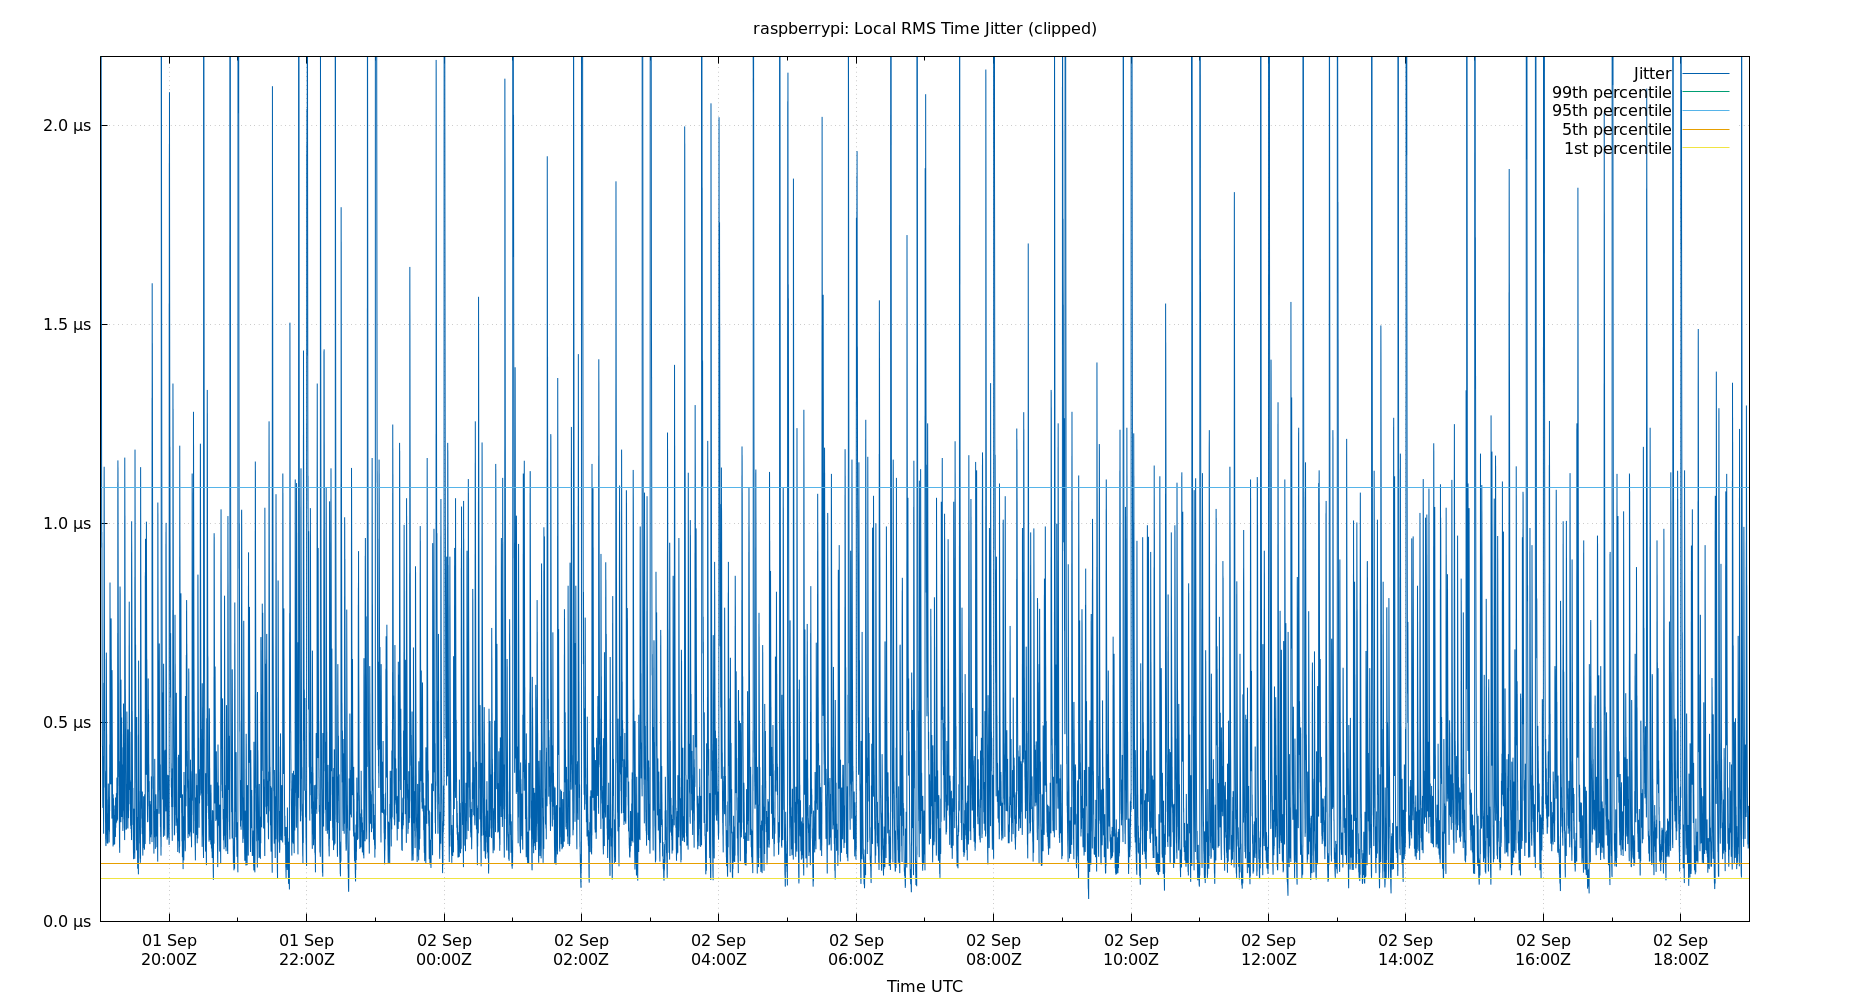 raspberrypi: Local RMS Time Jitter (clipped)
Jitter
99th percentile
95th percentile
5th percentile
1st percentile
2.0 µs
1.5 µs
1.0 µs
0.5 µs
0.0 µs
01 Sep 01 Sep 02 Sep 02 Sep 02 Sep 02 Sep 02 Sep 02 Sep 02 Sep 02 Sep 02 Sep 02 Sep
20:00Z 22:00Z 00:00Z 02:00Z 04:00Z 06:00Z 08:00Z 10:00Z 12:00Z 14:00Z 16:00Z 18:00Z
Time UTC